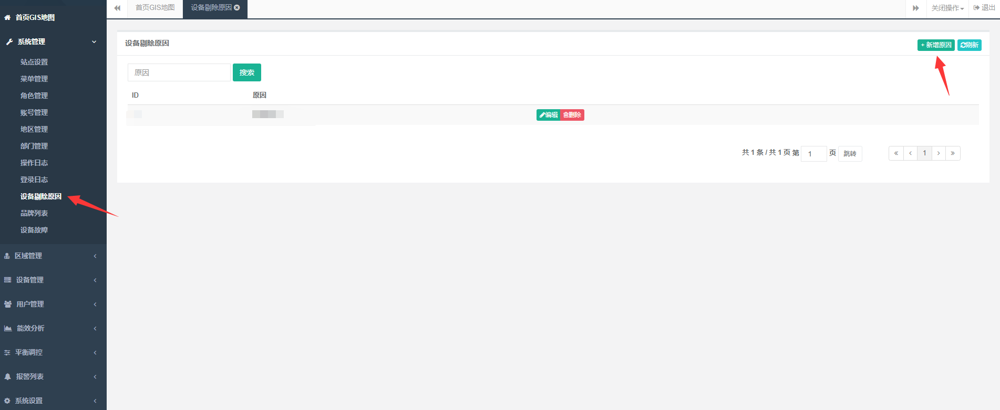 首页GIS地图
系统管理
站点设置
菜单管理
角色管理
账号管理
地区管理
部门管理
操作日志
登录日志
设备剔除原因
品牌列表
设备故障
区域管理
设备管理
用户管理
能效分析
平衡调控
报警列表
系统设置
首页GIS地图 设备剔除原因 关闭操作 退出
设备剔除原因 + 新增原因 刷新
原因 搜索
ID 原因
编辑 删除
共 1 条 / 共 1 页 第 1 页 跳转 « ‹ 1 › »